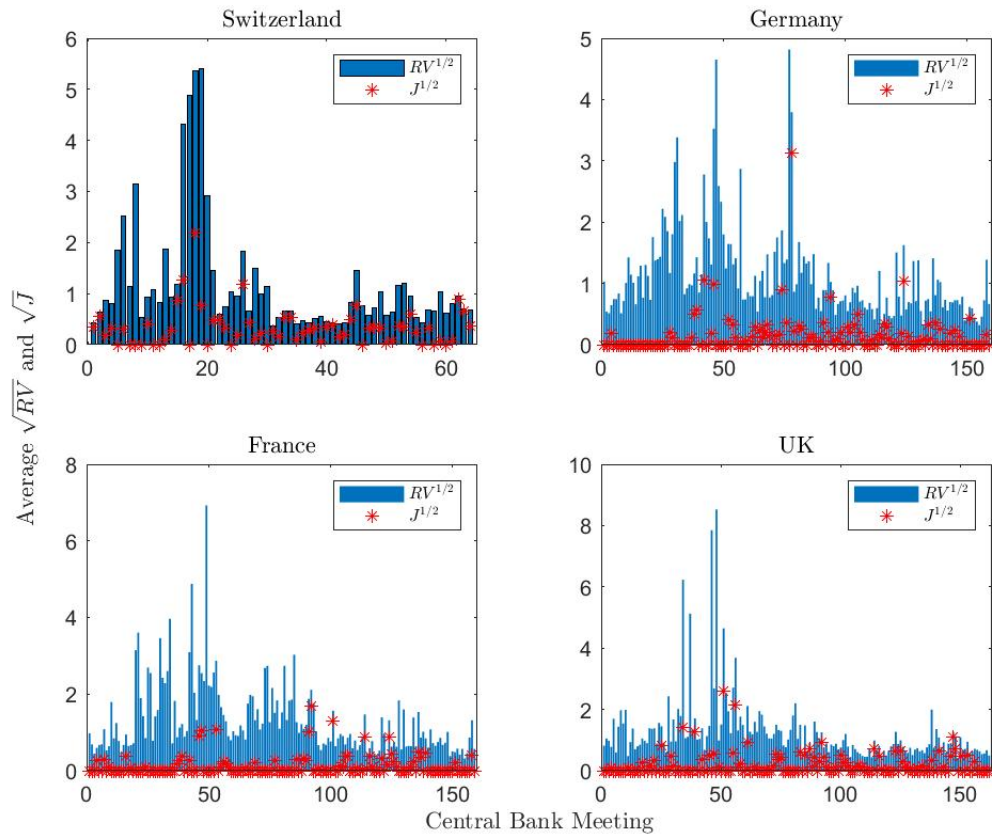 Switzerland
6
5
4
3
2
1
0
0 20 40 60
RV^{1/2}
J^{1/2}
Germany
5
4
3
2
1
0
0 50 100 150
RV^{1/2}
J^{1/2}
Average √RV and √J
France
8
6
4
2
0
0 50 100 150
RV^{1/2}
J^{1/2}
UK
10
8
6
4
2
0
0 50 100 150
RV^{1/2}
J^{1/2}
Central Bank Meeting